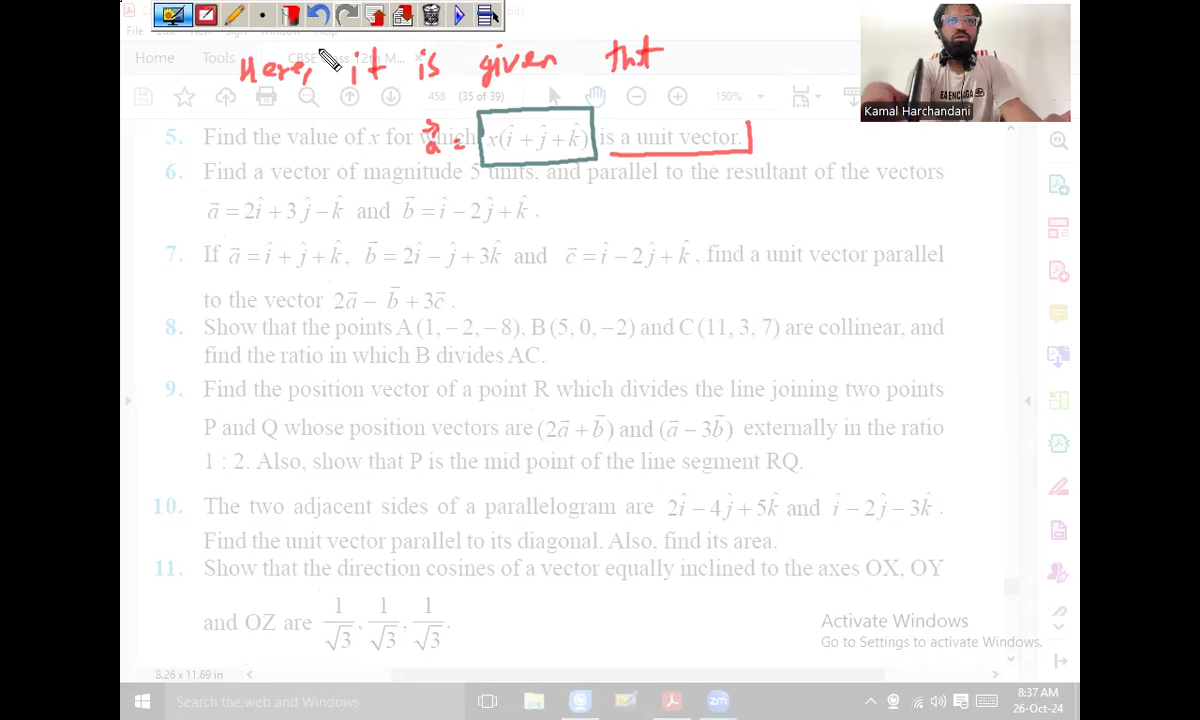 File
Home Tools CBSE Class 12th M...
Here, it is given tht
458 (35 of 39) 150%
Kamal Harchandani
5. Find the value of x for which x(î + ĵ + k̂) is a unit vector.
a⃗ =
6. Find a vector of magnitude 5 units, and parallel to the resultant of the vectors
a⃗ = 2î + 3ĵ − k̂ and b⃗ = î − 2ĵ + k̂ .
7. If a⃗ = î + ĵ + k̂, b⃗ = 2î − ĵ + 3k̂ and c⃗ = î − 2ĵ + k̂, find a unit vector parallel
to the vector 2a⃗ − b⃗ + 3c⃗ .
8. Show that the points A (1, − 2, − 8), B (5, 0, −2) and C (11, 3, 7) are collinear, and
find the ratio in which B divides AC.
9. Find the position vector of a point R which divides the line joining two points
P and Q whose position vectors are (2a⃗ + b⃗) and (a⃗ − 3b⃗) externally in the ratio
1 : 2. Also, show that P is the mid point of the line segment RQ.
10. The two adjacent sides of a parallelogram are 2î − 4ĵ + 5k̂ and î − 2ĵ − 3k̂ .
Find the unit vector parallel to its diagonal. Also, find its area.
11. Show that the direction cosines of a vector equally inclined to the axes OX, OY
and OZ are 1/√3, 1/√3, 1/√3.
Activate Windows
Go to Settings to activate Windows.
8.26 x 11.69 in
Search the web and Windows
zm
8:37 AM
26-Oct-24